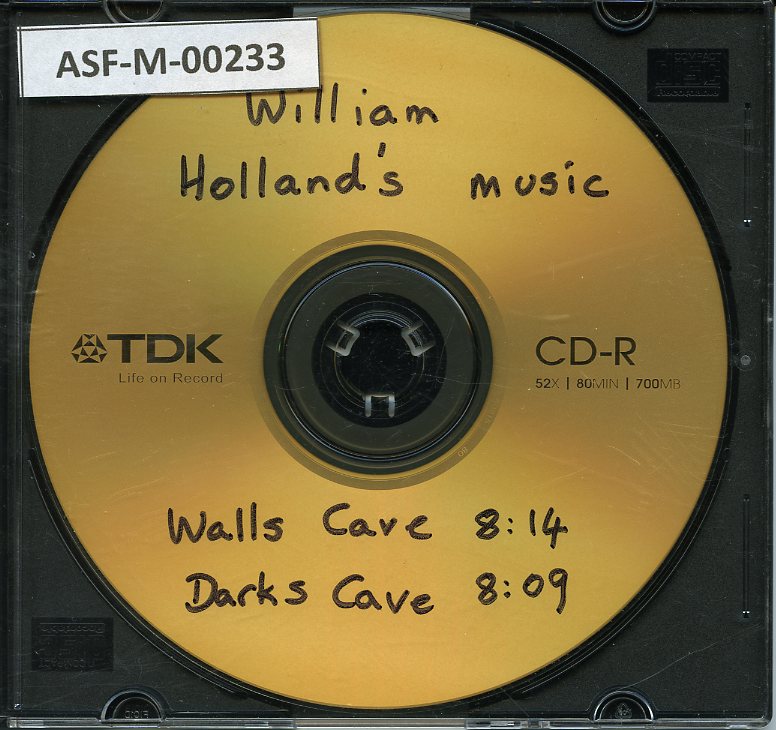 ASF-M-00233
William
Holland's music
TDK
Life on Record
CD-R
52X | 80MIN | 700MB
Walls Cave 8:14
Darks Cave 8:09